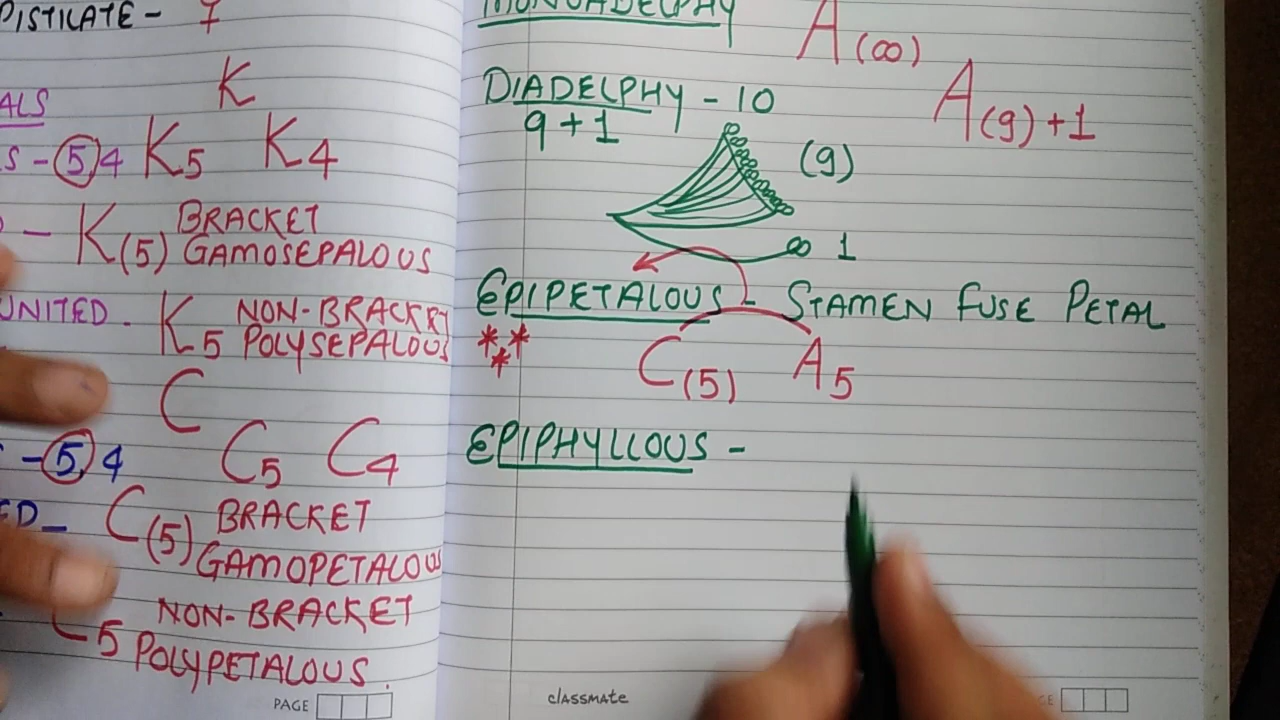 PISTILATE - ♀
K
ALS
S - 5, 4 K5 K4
- K(5) BRACKET
GAMOSEPALOUS
UNITED - K5 NON-BRACKET
POLYSEPALOUS
C
- 5, 4 C5 C4
ED - C(5) BRACKET
GAMOPETALOUS
C5 NON-BRACKET
POLYPETALOUS.
PAGE
MONOADELPHY A(∞)
DIADELPHY - 10 A(9)+1
9+1
(9)
1
EPIPETALOUS - STAMEN FUSE PETAL
*** C(5) A5
EPIPHYLLOUS -
classmate